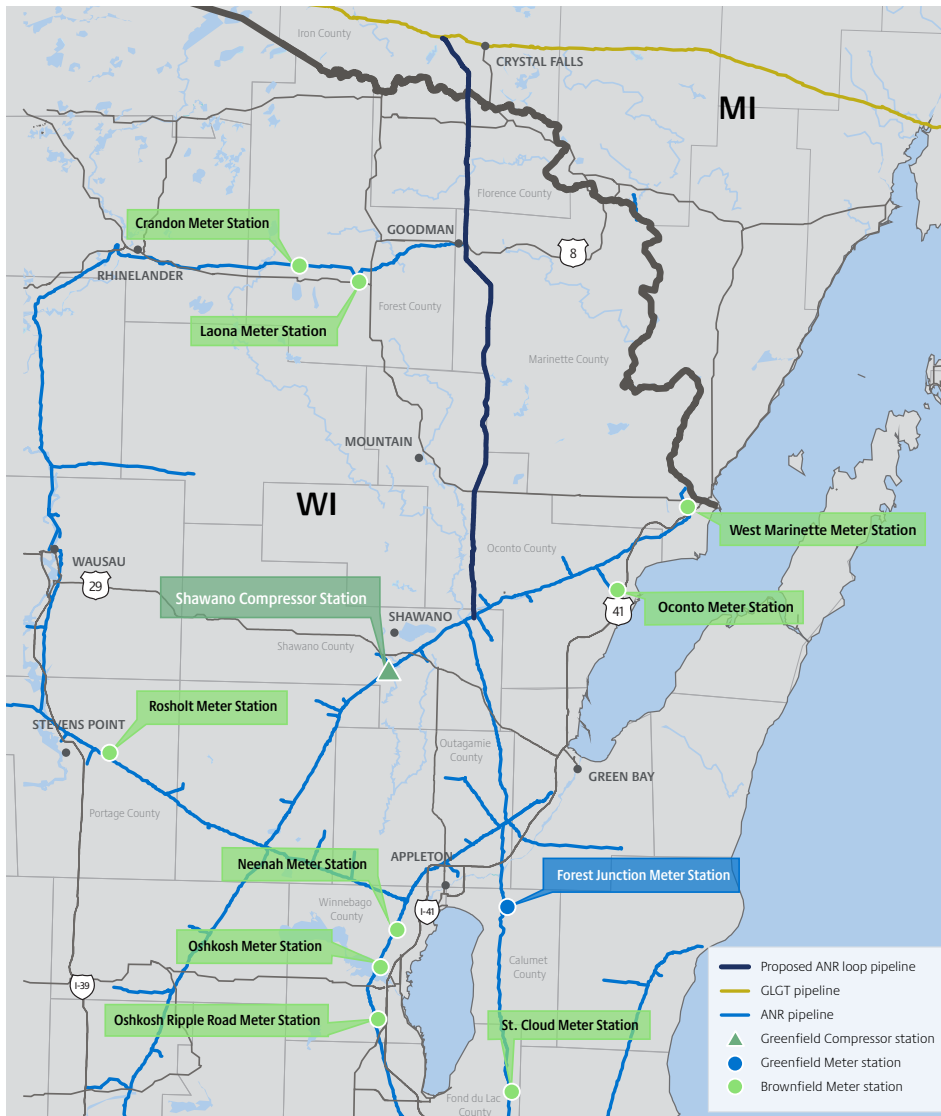 Iron County
CRYSTAL FALLS
MI
Florence County
Crandon Meter Station
GOODMAN
8
RHINELANDER
Forest County
Laona Meter Station
Marinette County
MOUNTAIN
WI
West Marinette Meter Station
Oconto County
WAUSAU
29
Shawano Compressor Station
41
Oconto Meter Station
SHAWANO
Shawano County
Rosholt Meter Station
STEVENS POINT
Outagamie
County
GREEN BAY
Portage County
Neenah Meter Station
APPLETON
Forest Junction Meter Station
Winnebago
County
I-41
Oshkosh Meter Station
Calumet
County
I-39
Oshkosh Ripple Road Meter Station
St. Cloud Meter Station
Fond du Lac
County
Proposed ANR loop pipeline
GLGT pipeline
ANR pipeline
Greenfield Compressor station
Greenfield Meter station
Brownfield Meter station